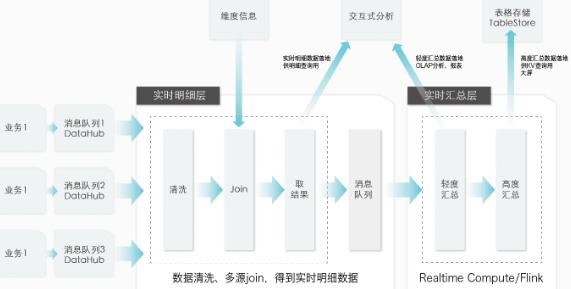 维度信息
交互式分析
表格存储
TableStore
实时明细数据落地
供明细查询用
轻度汇总数据落地
OLAP分析、报表
高度汇总数据落地
供KV查询用
大屏
实时明细层
实时汇总层
业务1
消息队列1
DataHub
业务1
消息队列2
DataHub
业务1
消息队列3
DataHub
清洗
Join
取
结果
消息
队列
轻度
汇总
高度
汇总
数据清洗、多源join，得到实时明细数据
Realtime Compute/Flink